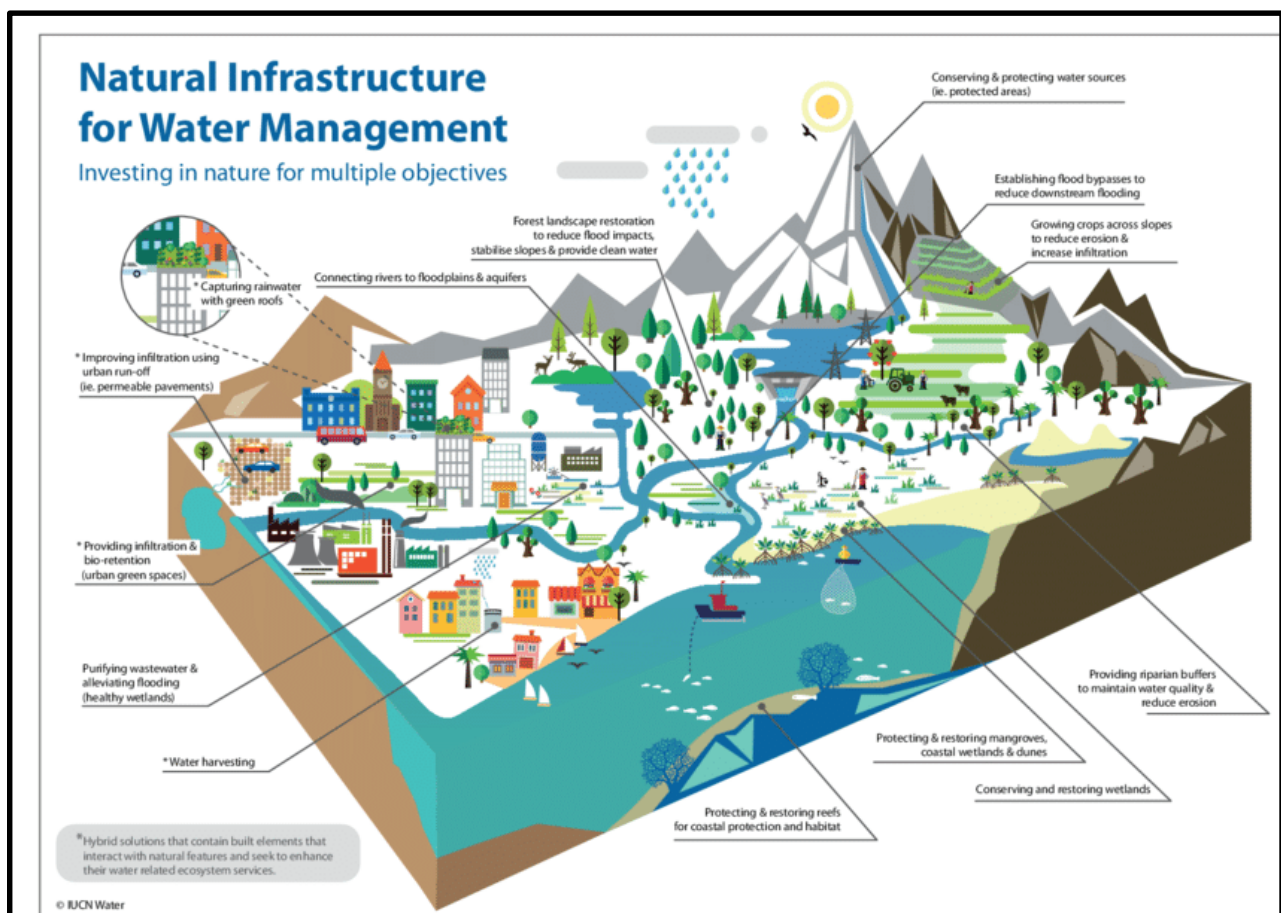 Natural Infrastructure
for Water Management
Investing in nature for multiple objectives
Conserving & protecting water sources
(ie. protected areas)
Establishing flood bypasses to
reduce downstream flooding
Growing crops across slopes
to reduce erosion &
increase infiltration
Forest landscape restoration
to reduce flood impacts,
stabilise slopes & provide clean water
Connecting rivers to floodplains & aquifers
* Capturing rainwater
with green roofs
* Improving infiltration using
urban run-off
(ie. permeable pavements)
* Providing infiltration &
bio-retention
(urban green spaces)
Purifying wastewater &
alleviating flooding
(healthy wetlands)
* Water harvesting
Providing riparian buffers
to maintain water quality &
reduce erosion
Protecting & restoring mangroves,
coastal wetlands & dunes
Conserving and restoring wetlands
Protecting & restoring reefs
for coastal protection and habitat
* Hybrid solutions that contain built elements that
interact with natural features and seek to enhance
their water related ecosystem services.
© IUCN Water